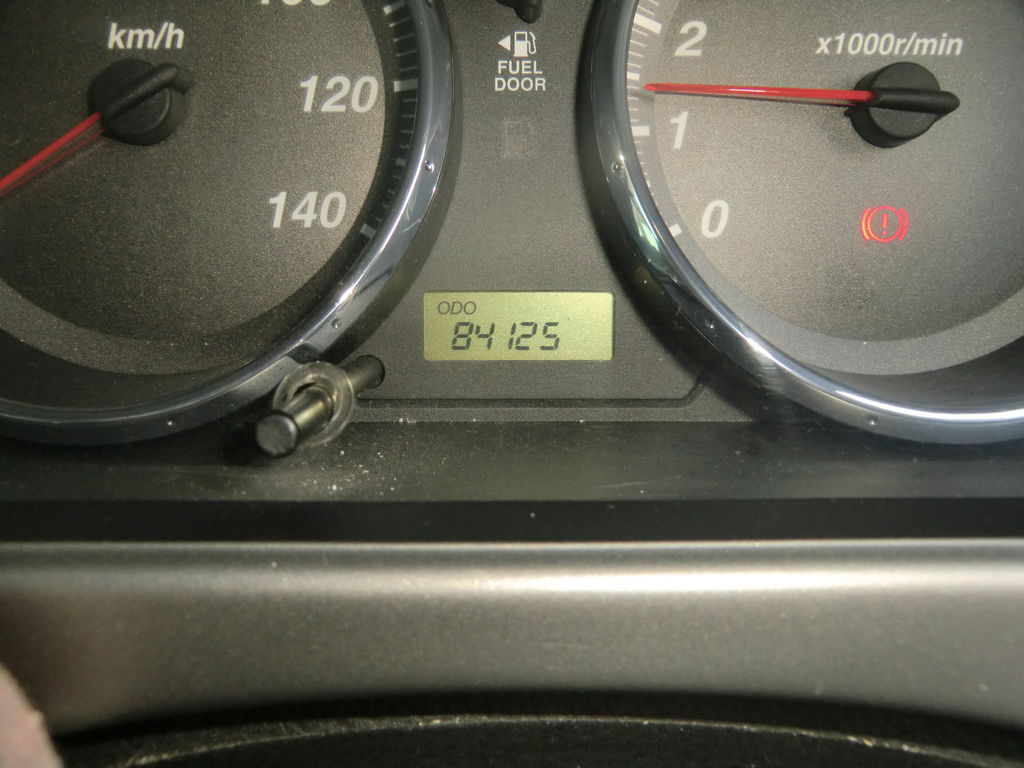 km/h
120
140
FUEL
DOOR
2
x1000r/min
1
0
ODO
84125